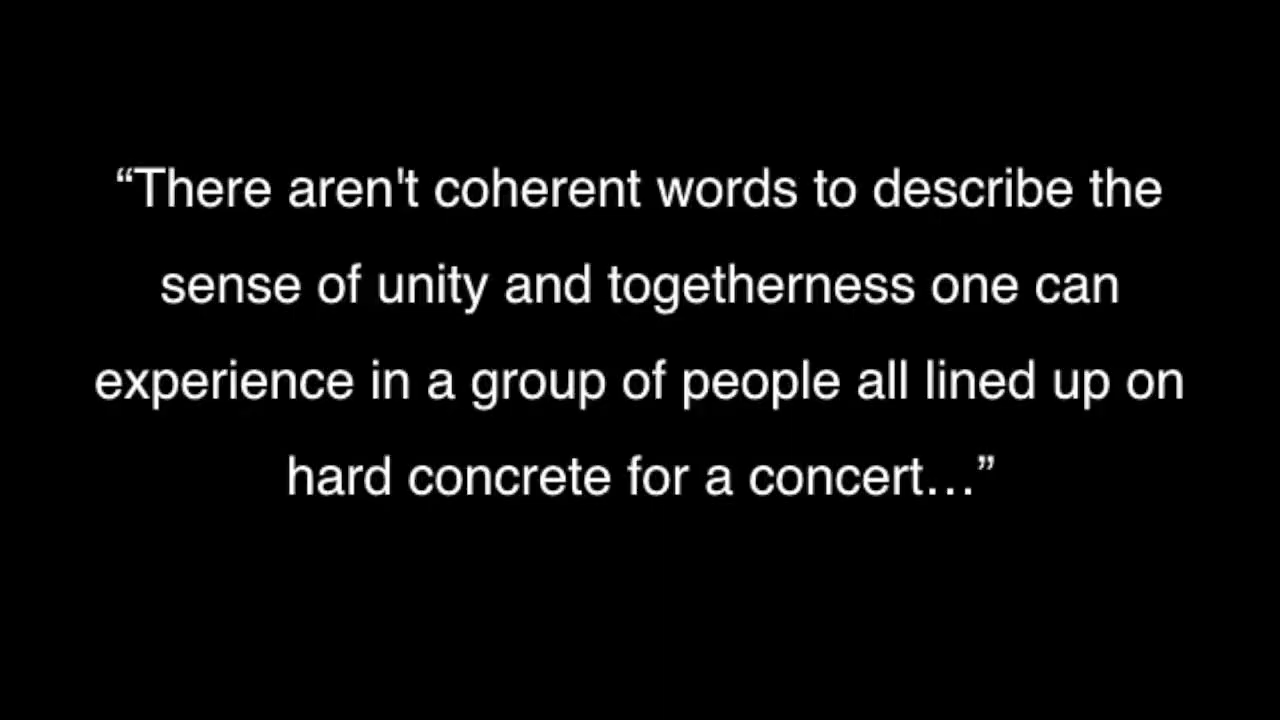 “There aren't coherent words to describe the
sense of unity and togetherness one can
experience in a group of people all lined up on
hard concrete for a concert…”